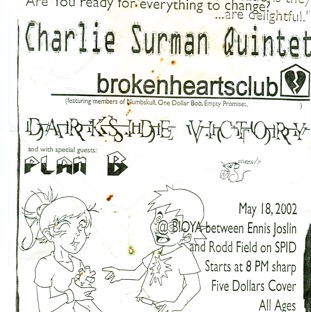 Are You ready for everything to change?
...are delightful.'
Charlie Surman Quintet
brokenheartsclub
(featuring members of Numbskull, One Dollar Bob, Empty Promise, )
DARKSIDE VICTORY
and with special guests:
PLAN B
May 18, 2002
@ BIOYA between Ennis Joslin
and Rodd Field on SPID
Starts at 8 PM sharp
Five Dollars Cover
All Ages